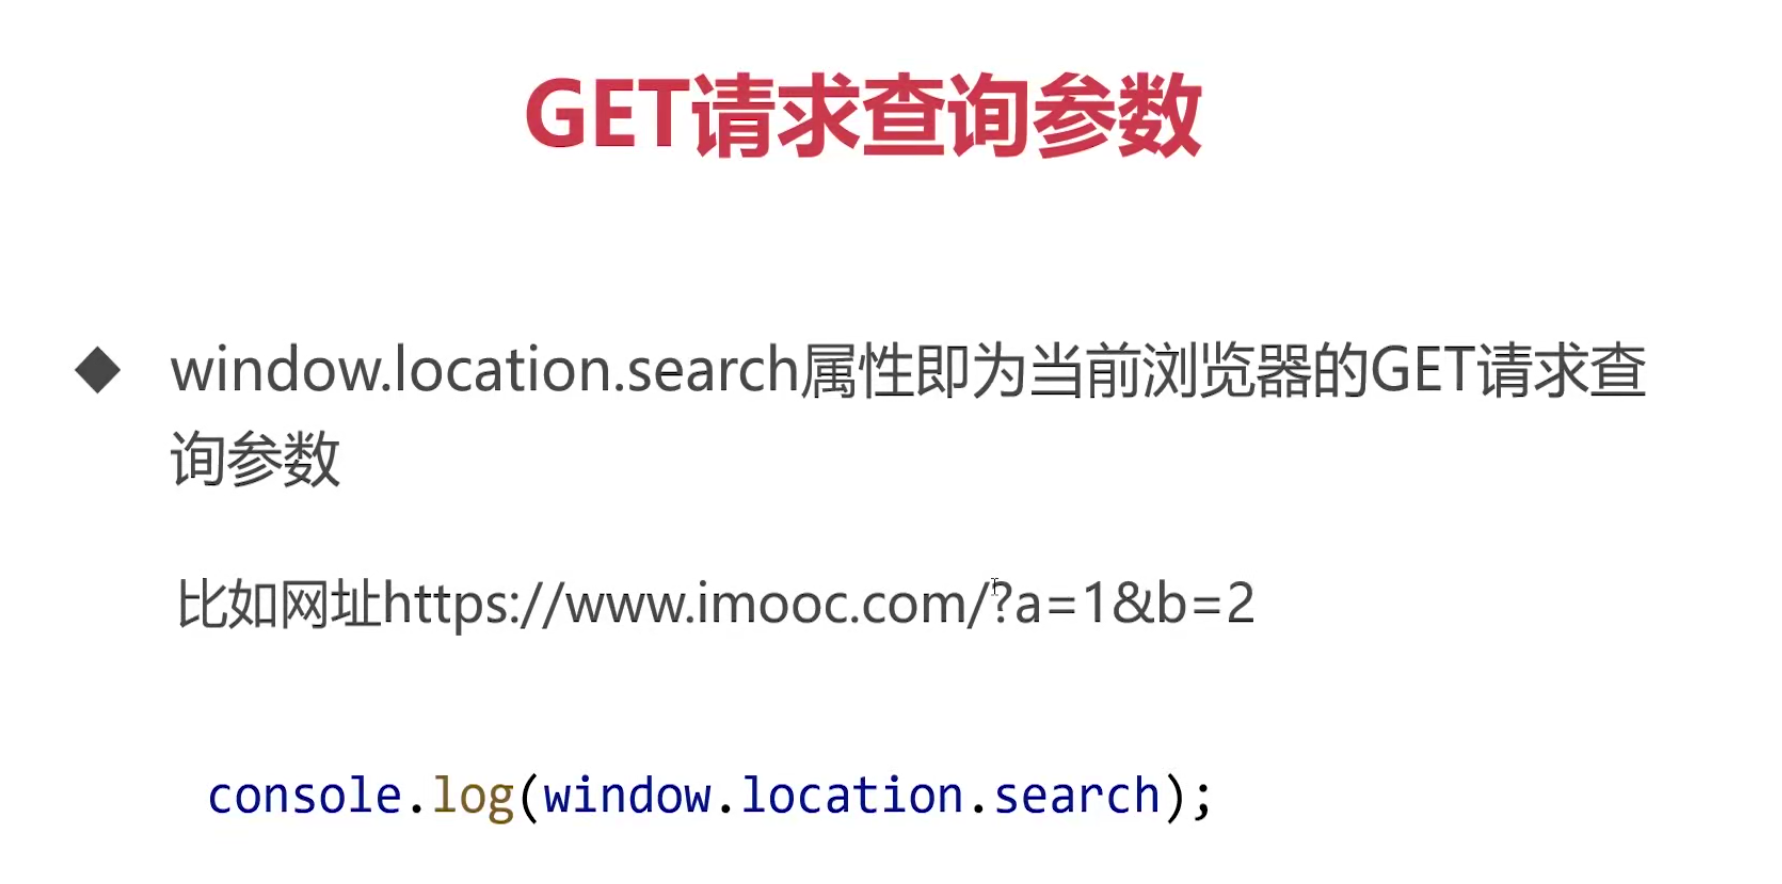 GET请求查询参数
window.location.search属性即为当前浏览器的GET请求查
询参数
比如网址https://www.imooc.com/?a=1&b=2
console.log(window.location.search);